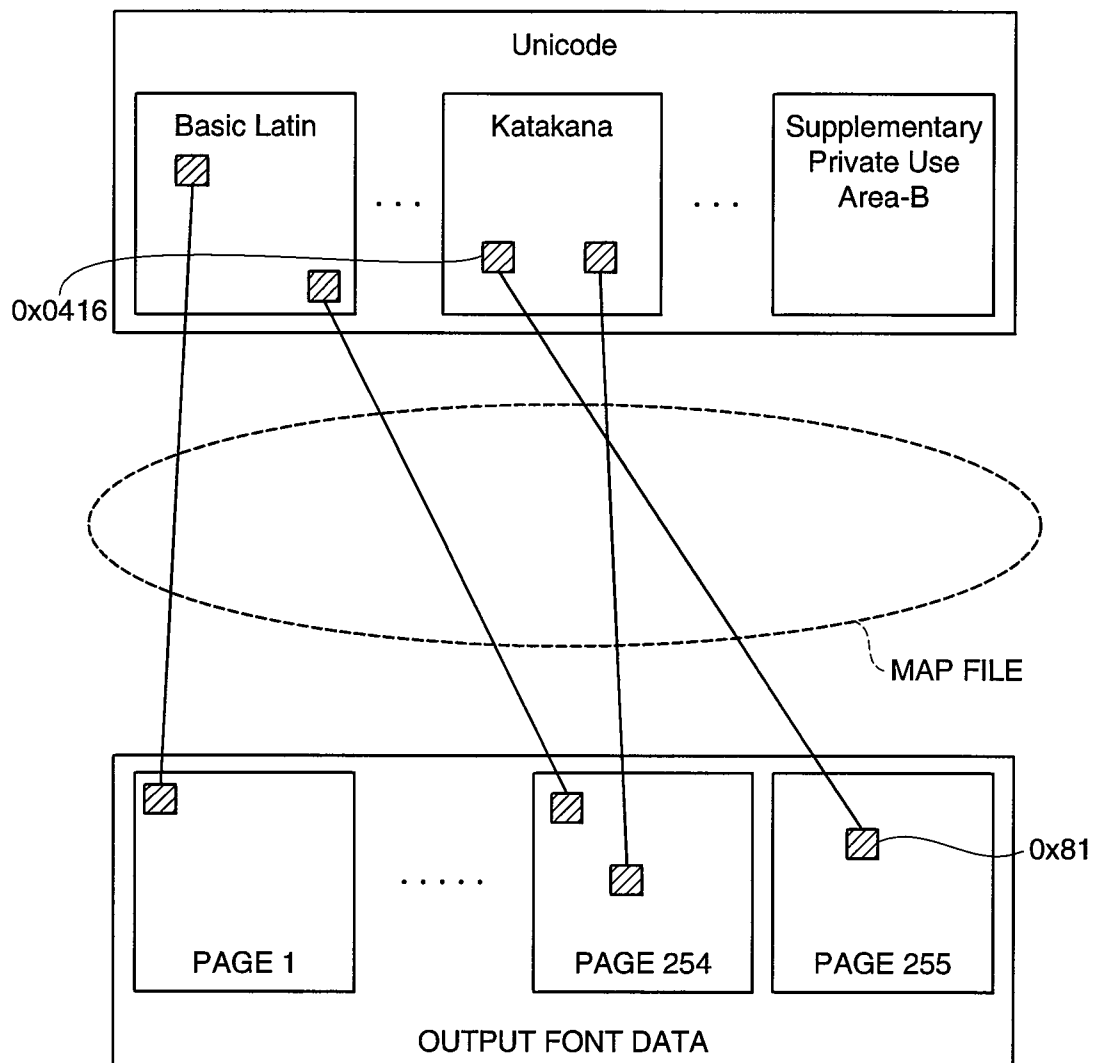 Unicode
Basic Latin
Katakana
Supplementary
Private Use
Area-B
. . .
. . .
0x0416
MAP FILE
0x81
. . . . .
PAGE 1
PAGE 254
PAGE 255
OUTPUT FONT DATA